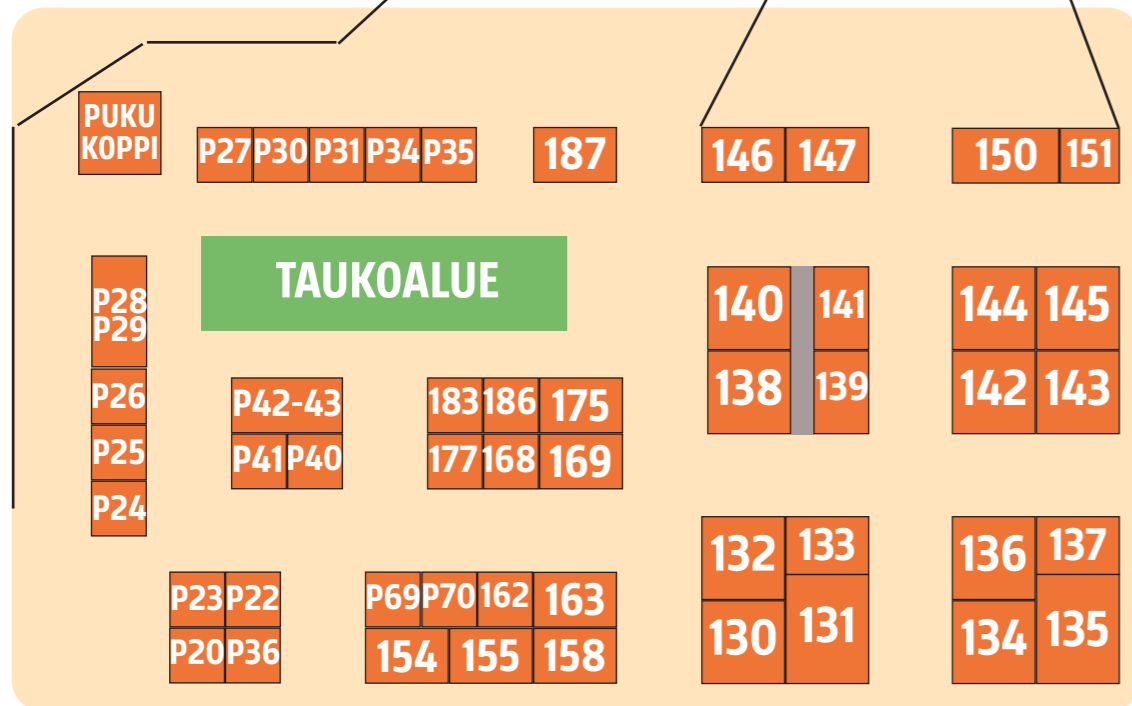 PUKU
KOPPI
P27 P30 P31 P34 P35 187 146 147 150 151
TAUKOALUE
P28
P29
140 141 144 145
P26 P42-43 183 186 175 138 139 142 143
P25 P41 P40 177 168 169
P24
132 133 136 137
P23 P22 P69 P70 162 163
130 131 134 135
P20 P36 154 155 158